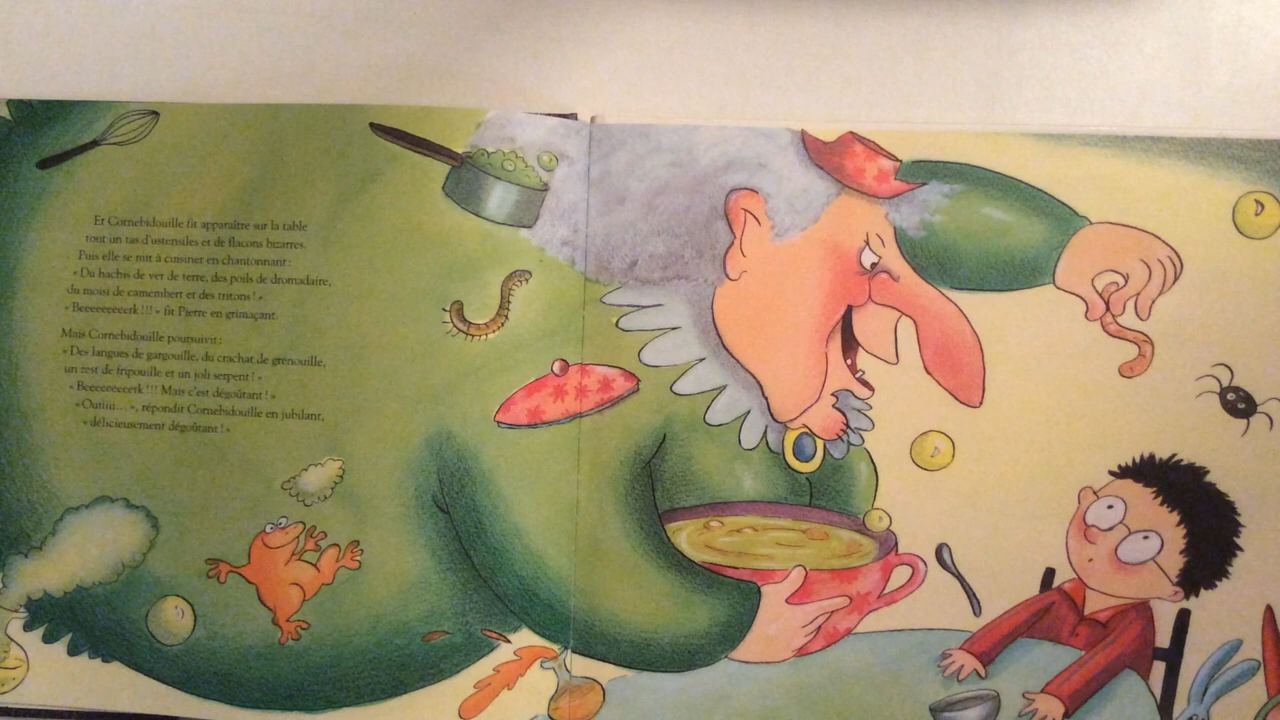 Et Cornebidouille fit apparaître sur la table
tout un tas d'ustensiles et de flacons bizarres.
Puis elle se mit à cuisiner en chantonnant :
« Du hachis de ver de terre, des poils de dromadaire,
du moisi de camembert et des tritons ! »
« Beeeeeeeerk !!! » fit Pierre en grimaçant.
Mais Cornebidouille poursuivit :
« Des langues de gargouille, du crachat de grenouille,
un zest de fripouille et un joli serpent ! »
« Beeeeeeeerk !!! Mais c'est dégoûtant ! »
« Ouiiiii... », répondit Cornebidouille en jubilant,
« délicieusement dégoûtant ! »